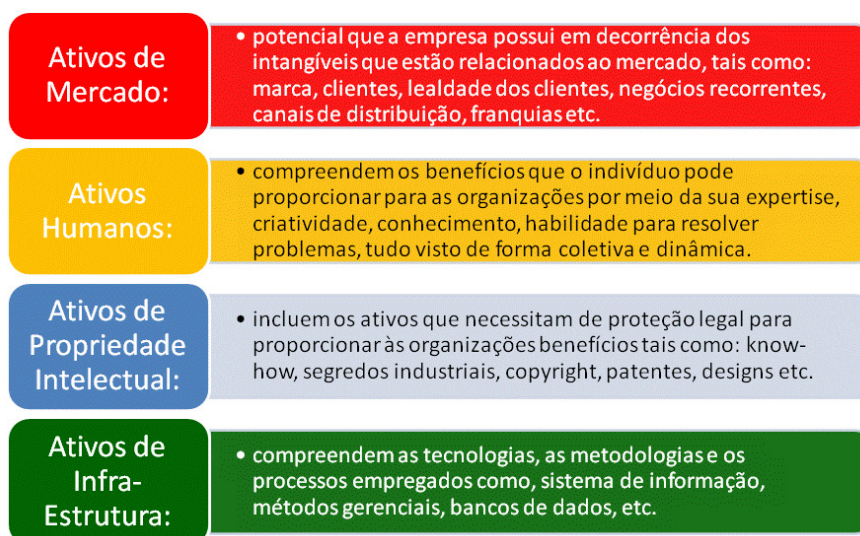 Ativos de
Mercado:
• potencial que a empresa possui em decorrência dos
intangíveis que estão relacionados ao mercado, tais como:
marca, clientes, lealdade dos clientes, negócios recorrentes,
canais de distribuição, franquias etc.
Ativos
Humanos:
• compreendem os benefícios que o indivíduo pode
proporcionar para as organizações por meio da sua expertise,
criatividade, conhecimento, habilidade para resolver
problemas, tudo visto de forma coletiva e dinâmica.
Ativos de
Propriedade
Intelectual:
• incluem os ativos que necessitam de proteção legal para
proporcionar às organizações benefícios tais como: know-
how, segredos industriais, copyright, patentes, designs etc.
Ativos de
Infra-
Estrutura:
• compreendem as tecnologias, as metodologias e os
processos empregados como, sistema de informação,
métodos gerenciais, bancos de dados, etc.